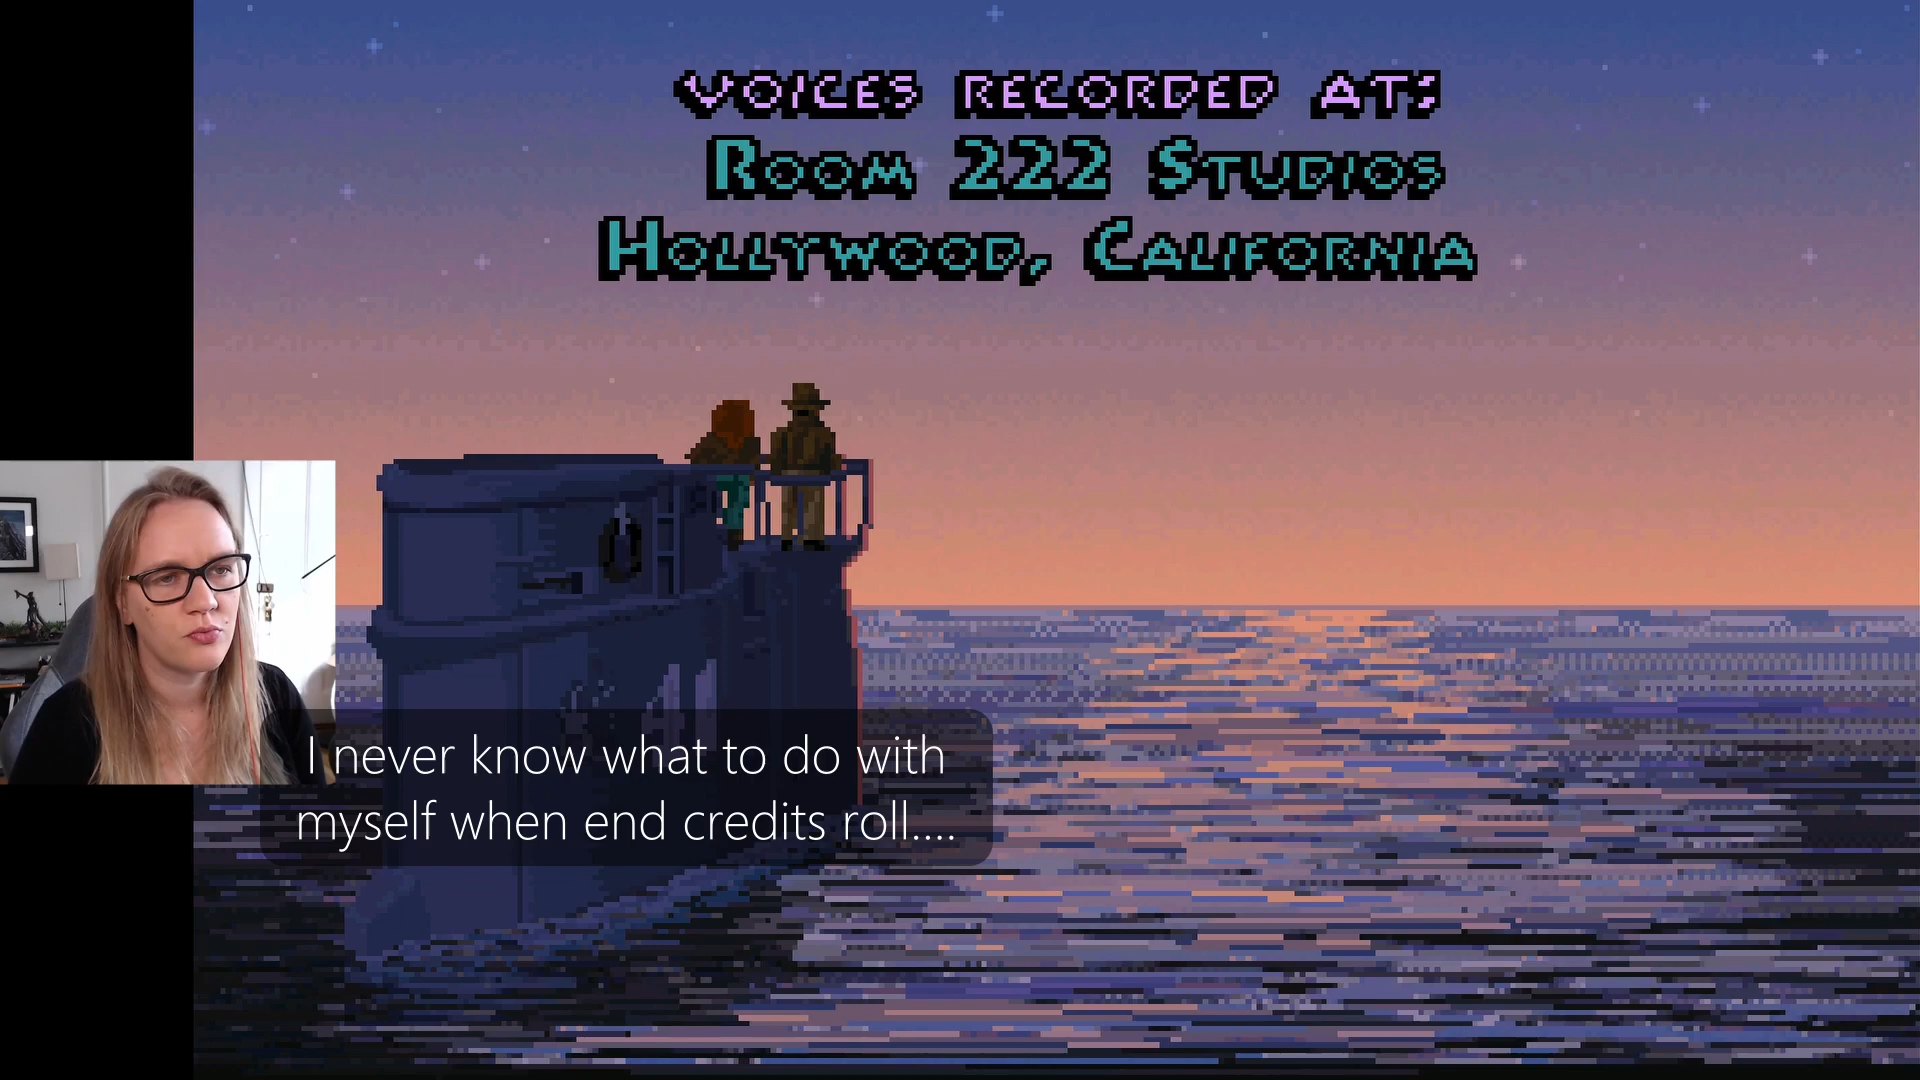 VOICES RECORDED AT:
ROOM 222 STUDIOS
HOLLYWOOD, CALIFORNIA
I never know what to do with
myself when end credits roll....